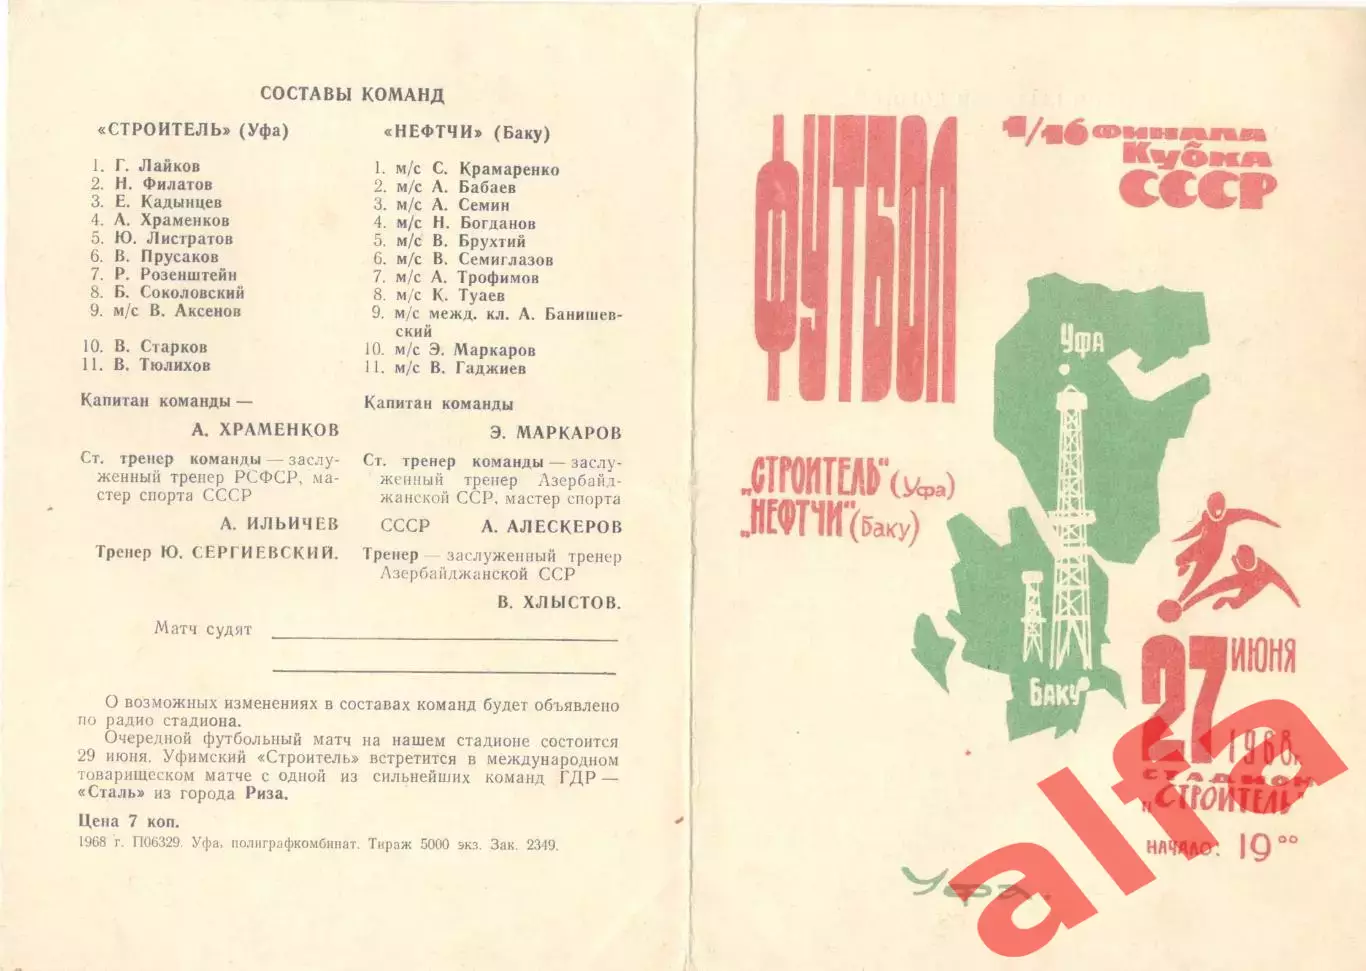 СОСТАВЫ КОМАНД
«СТРОИТЕЛЬ» (Уфа)
1. Г. Лайков
2. Н. Филатов
3. Е. Кадынцев
4. А. Храменков
5. Ю. Листратов
6. В. Прусаков
7. Р. Розенштейн
8. Б. Соколовский
9. м/с В. Аксенов
10. В. Старков
11. В. Тюлихов
Капитан команды —
А. ХРАМЕНКОВ
Ст. тренер команды — заслу-
женный тренер РСФСР, ма-
стер спорта СССР
А. ИЛЬИЧЕВ
Тренер Ю. СЕРГИЕВСКИЙ.
«НЕФТЧИ» (Баку)
1. м/с С. Крамаренко
2. м/с А. Бабаев
3. м/с А. Семин
4. м/с Н. Богданов
5. м/с В. Брухтий
6. м/с В. Семиглазов
7. м/с А. Трофимов
8. м/с К. Туаев
9. м/с межд. кл. А. Банишев-
ский
10. м/с Э. Маркаров
11. м/с В. Гаджиев
Капитан команды
Э. МАРКАРОВ
Ст. тренер команды — заслу-
женный тренер Азербайд-
жанской ССР, мастер спорта
СССР А. АЛЕСКЕРОВ
Тренер — заслуженный тренер
Азербайджанской ССР
В. ХЛЫСТОВ.
Матч судят
О возможных изменениях в составах команд будет объявлено
по радио стадиона.
Очередной футбольный матч на нашем стадионе состоится
29 июня. Уфимский «Строитель» встретится в международном
товарищеском матче с одной из сильнейших команд ГДР —
«Сталь» из города Риза.
Цена 7 коп.
1968 г. П06329. Уфа, полиграфкомбинат. Тираж 5000 экз. Зак. 2349.
ФУТБОЛ
1/16 ФИНАЛА
Кубка
СССР
УФА
„СТРОИТЕЛЬ" (Уфа)
„НЕФТЧИ" (Баку)
БАКУ
27 ИЮНЯ
1968г.
СТАДИОН
„СТРОИТЕЛЬ"
НАЧАЛО: 19⁰⁰
Уфа.
alfa